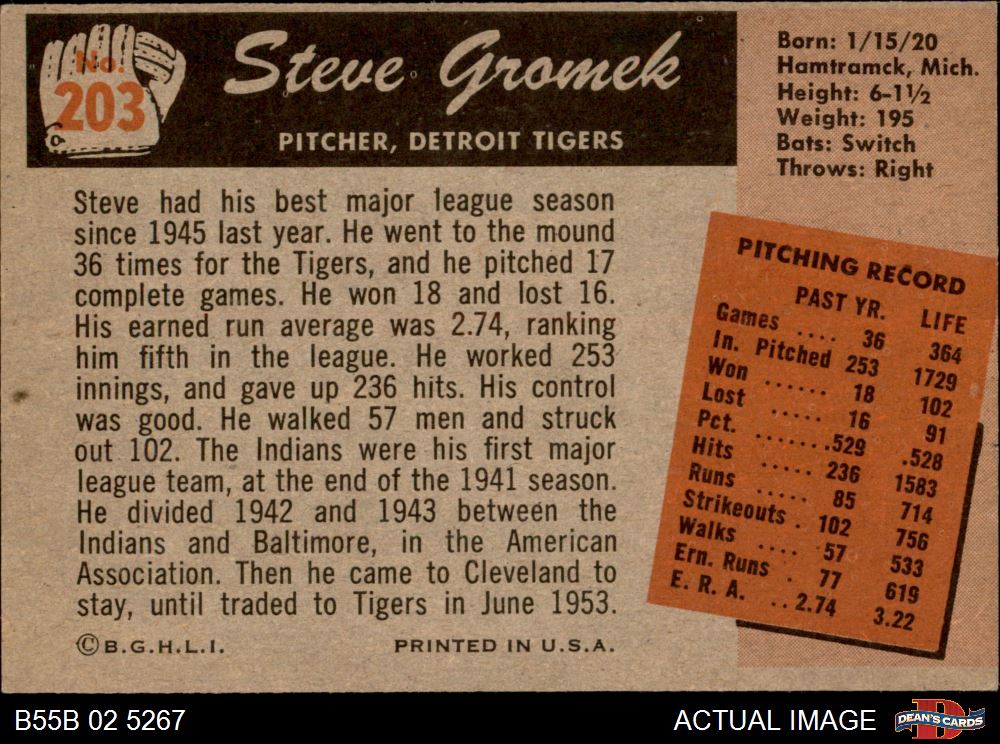 No.
203
Steve Gromek
PITCHER, DETROIT TIGERS
Born: 1/15/20
Hamtramck, Mich.
Height: 6-1½
Weight: 195
Bats: Switch
Throws: Right
Steve had his best major league season
since 1945 last year. He went to the mound
36 times for the Tigers, and he pitched 17
complete games. He won 18 and lost 16.
His earned run average was 2.74, ranking
him fifth in the league. He worked 253
innings, and gave up 236 hits. His control
was good. He walked 57 men and struck
out 102. The Indians were his first major
league team, at the end of the 1941 season.
He divided 1942 and 1943 between the
Indians and Baltimore, in the American
Association. Then he came to Cleveland to
stay, until traded to Tigers in June 1953.
PITCHING RECORD
PAST YR. LIFE
Games .... 36 364
In. Pitched 253 1729
Won ...... 18 102
Lost ..... 16 91
Pct. .......529 .528
Hits ..... 236 1583
Runs ..... 85 714
Strikeouts . 102 756
Walks .... 57 533
Ern. Runs . 77 619
E. R. A. .. 2.74 3.22
© B.G.H.L.I. PRINTED IN U.S.A.
B55B 02 5267 ACTUAL IMAGE D DEAN'S CARDS